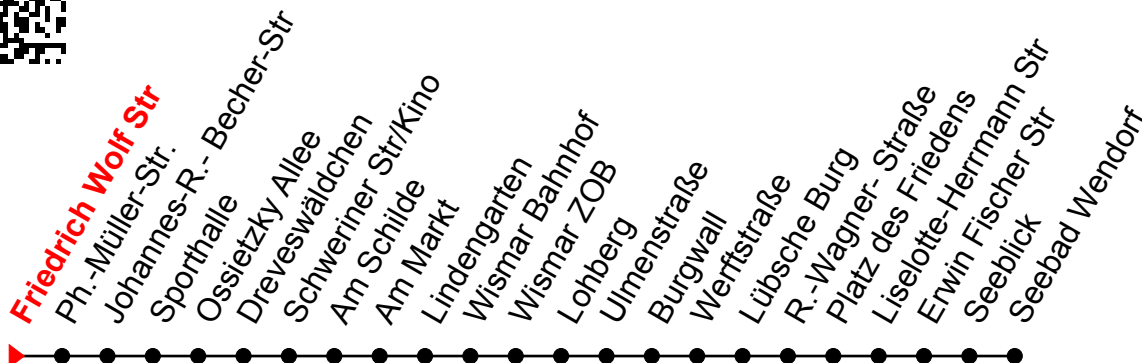 Friedrich Wolf Str
Ph.-Müller-Str.
Johannes-R.- Becher-Str
Sporthalle
Ossietzky Allee
Dreveswäldchen
Schweriner Str/Kino
Am Schilde
Am Markt
Lindengarten
Wismar Bahnhof
Wismar ZOB
Lohberg
Ulmenstraße
Burgwall
Werftstraße
Lübsche Burg
R.-Wagner- Straße
Platz des Friedens
Liselotte-Herrmann Str
Erwin Fischer Str
Seeblick
Seebad Wendorf